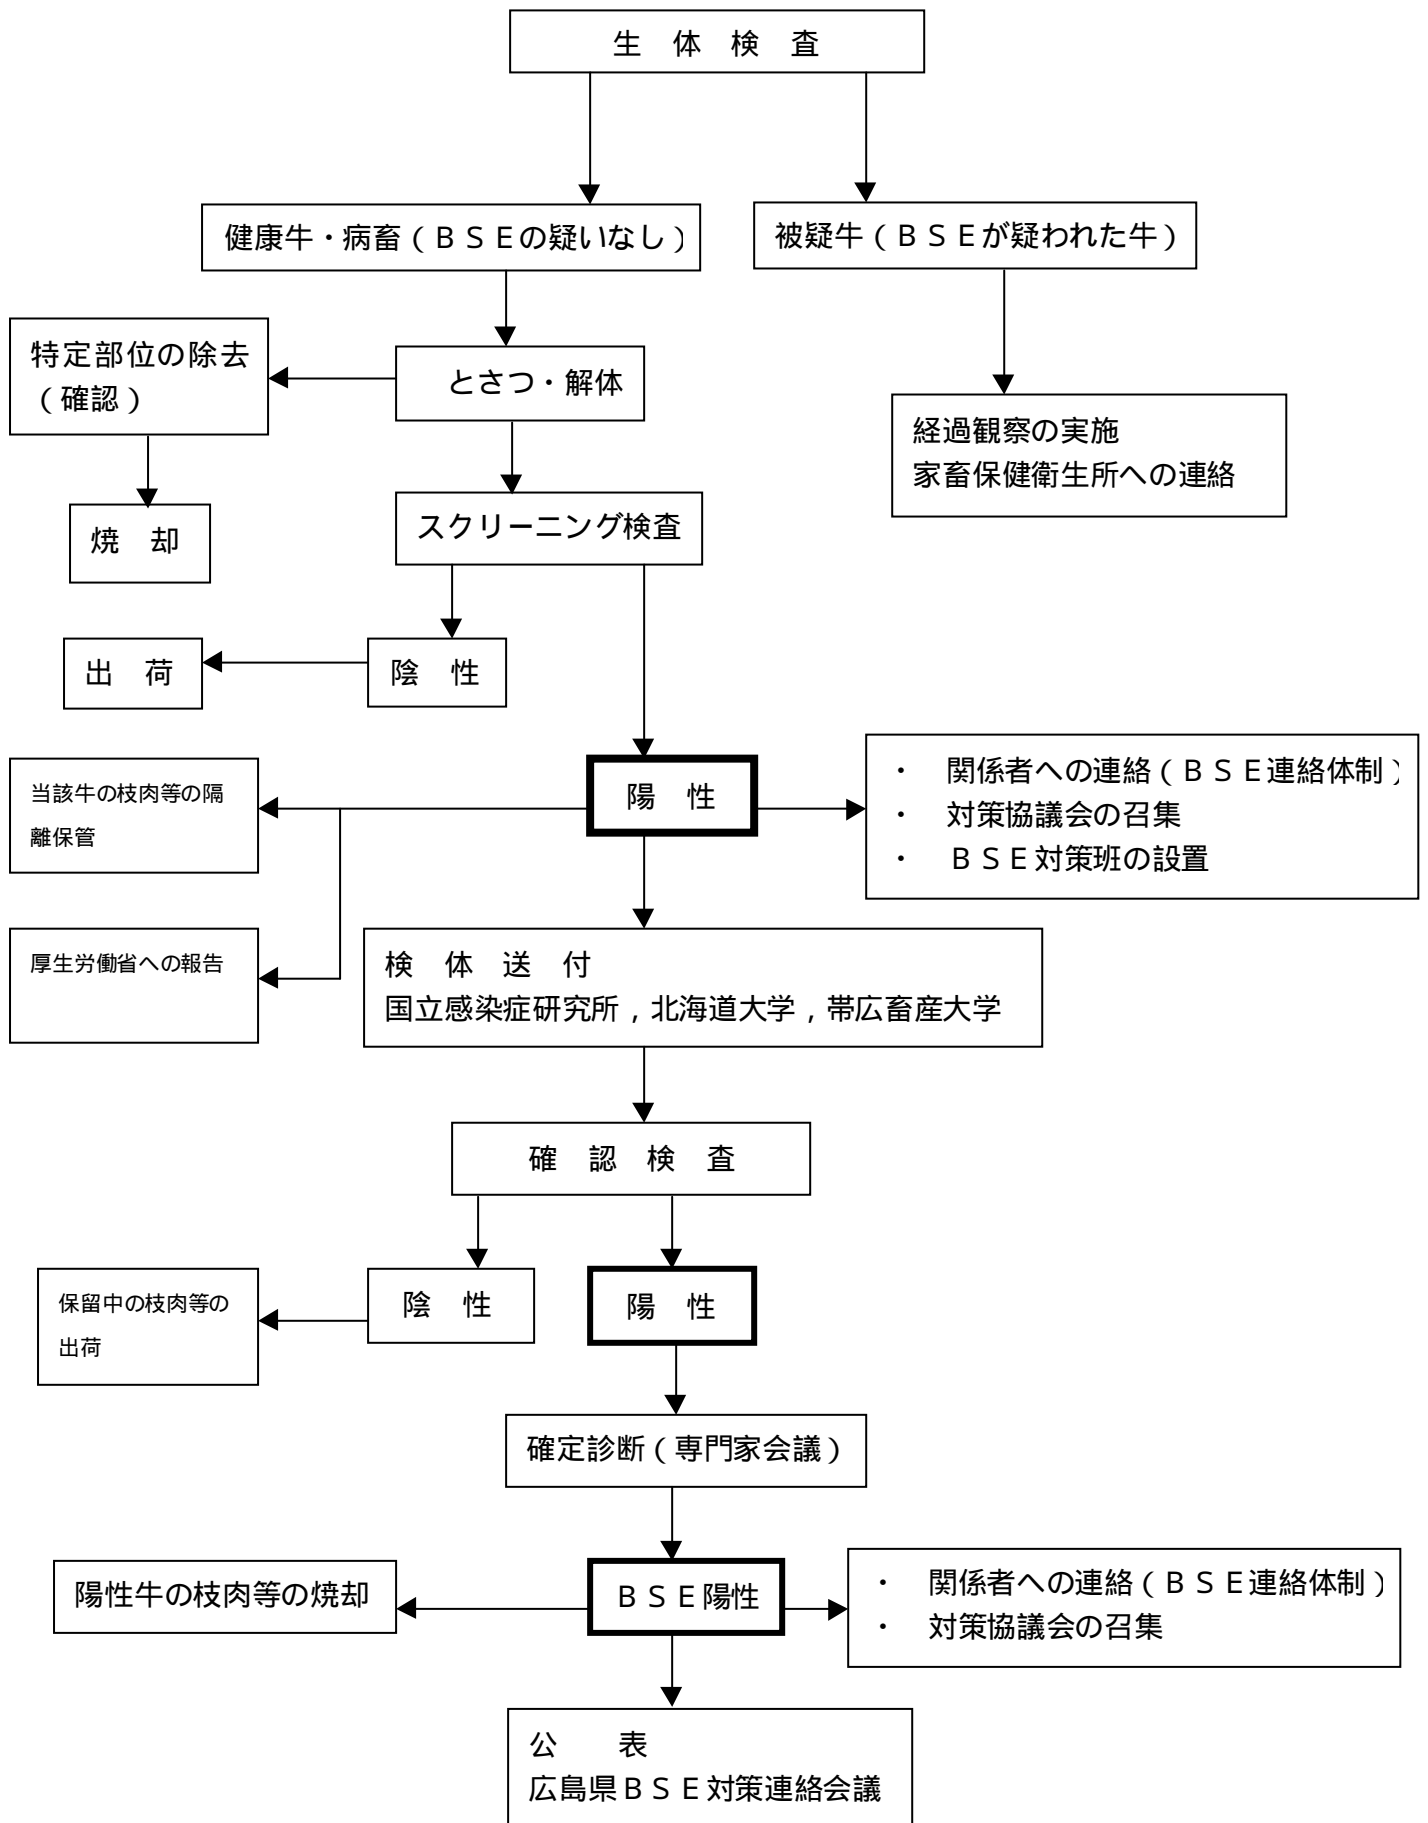 生　体　検　査
健康牛・病畜（ＢＳＥの疑いなし）
被疑牛（ＢＳＥが疑われた牛）
特定部位の除去
（確認）
とさつ・解体
経過観察の実施
家畜保健衛生所への連絡
焼　却
スクリーニング検査
出　荷
陰　性
陽　性
・　関係者への連絡（ＢＳＥ連絡体制）
・　対策協議会の召集
・　ＢＳＥ対策班の設置
当該牛の枝肉等の隔
離保管
厚生労働省への報告
検　体　送　付
国立感染症研究所，北海道大学，帯広畜産大学
確　認　検　査
保留中の枝肉等の
出荷
陰　性
陽　性
確定診断（専門家会議）
陽性牛の枝肉等の焼却
ＢＳＥ陽性
・　関係者への連絡（ＢＳＥ連絡体制）
・　対策協議会の召集
公　　表
広島県ＢＳＥ対策連絡会議